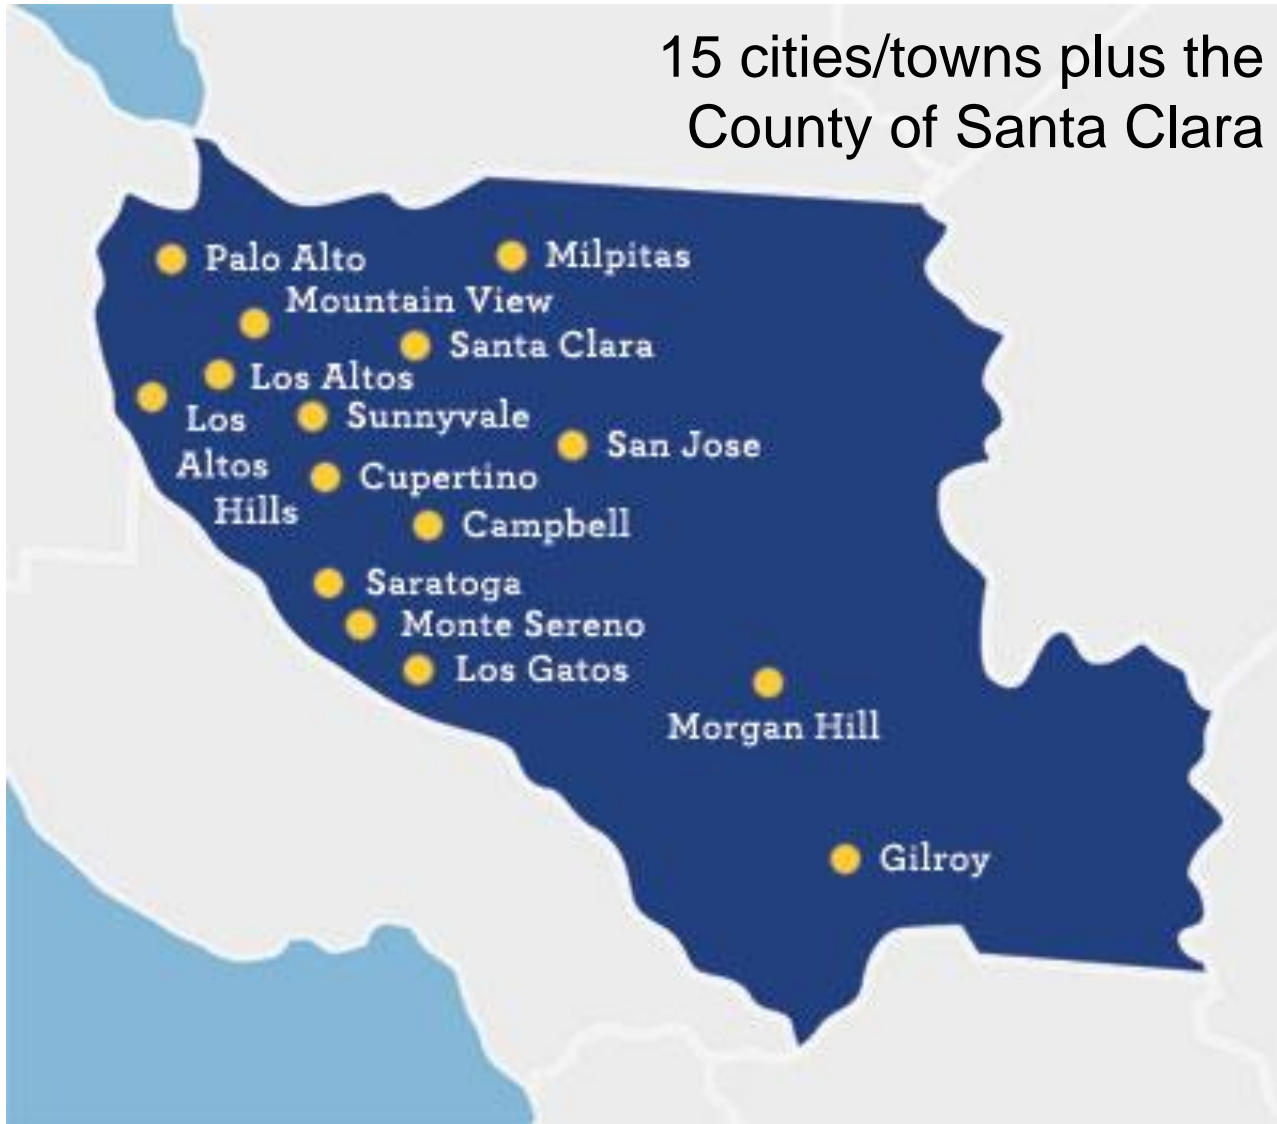 15 cities/towns plus the
County of Santa Clara
Palo Alto
Milpitas
Mountain View
Santa Clara
Los Altos
Los
Altos
Hills
Sunnyvale
San Jose
Cupertino
Campbell
Saratoga
Monte Sereno
Los Gatos
Morgan Hill
Gilroy